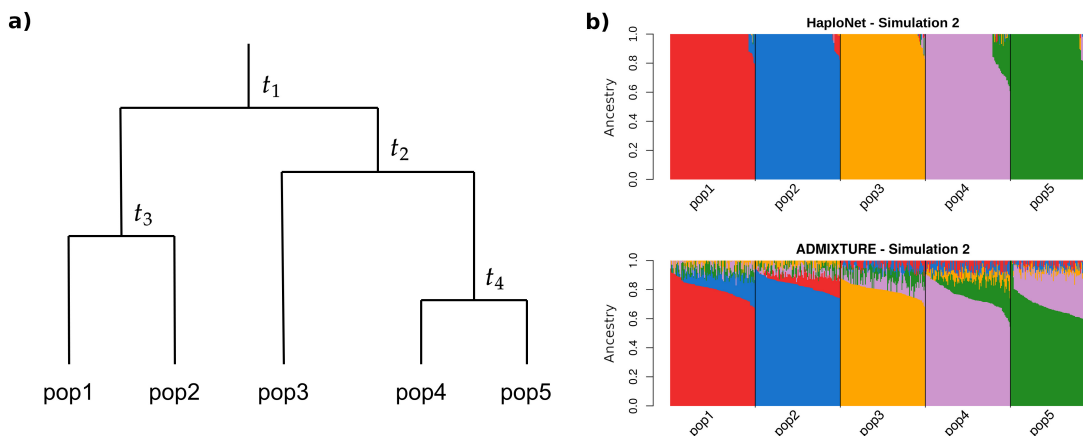 a)
t1
t2
t3
t4
pop1 pop2 pop3 pop4 pop5
b)
HaploNet - Simulation 2
Ancestry
0.0 0.2 0.4 0.6 0.8 1.0
pop1 pop2 pop3 pop4 pop5
ADMIXTURE - Simulation 2
Ancestry
0.0 0.2 0.4 0.6 0.8 1.0
pop1 pop2 pop3 pop4 pop5